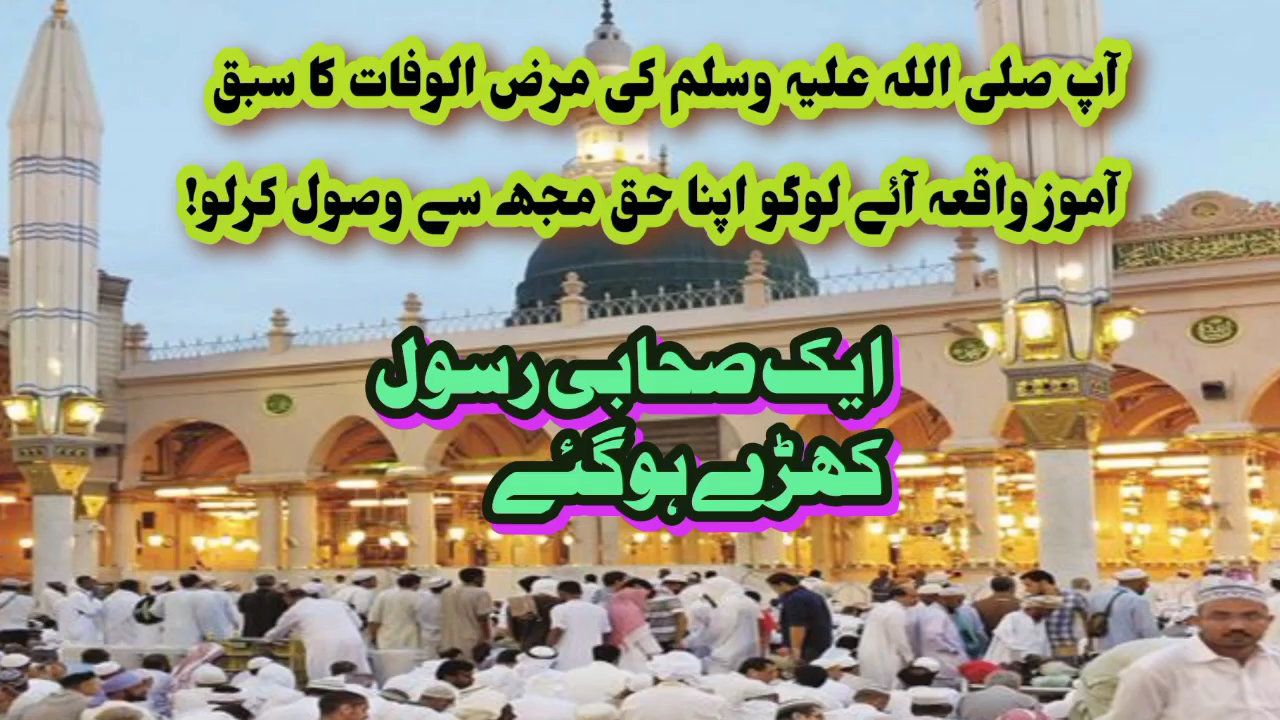 آپ صلی اللہ علیہ وسلم کی مرض الوفات کا سبق
آموز واقعہ آئے لوگو اپنا حق مجھ سے وصول کرلو!
ایک صحابی رسول
کھڑے ہوگئے